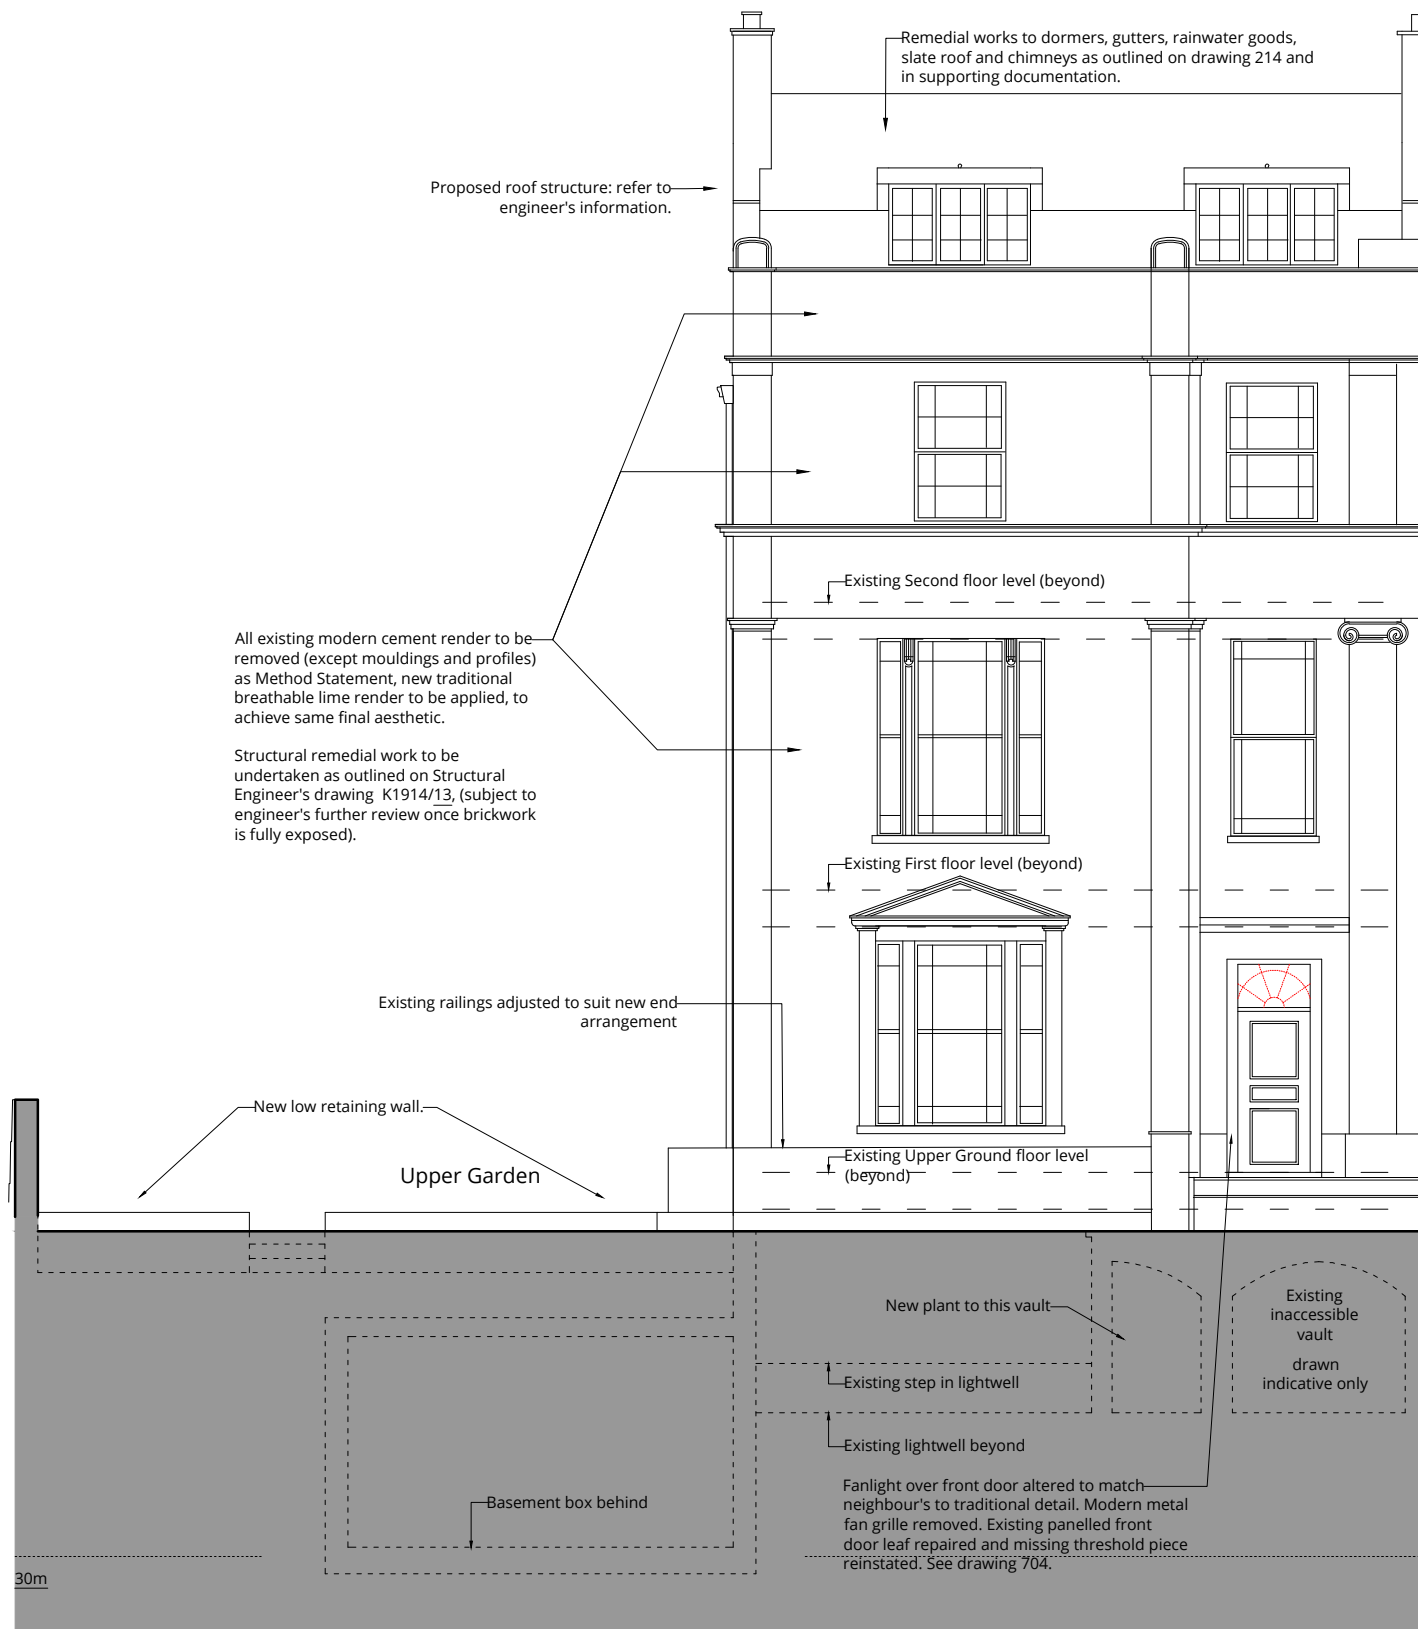 Remedial works to dormers, gutters, rainwater goods,
slate roof and chimneys as outlined on drawing 214 and
in supporting documentation.
Proposed roof structure: refer to
engineer's information.
Existing Second floor level (beyond)
All existing modern cement render to be
removed (except mouldings and profiles)
as Method Statement, new traditional
breathable lime render to be applied, to
achieve same final aesthetic.
Structural remedial work to be
undertaken as outlined on Structural
Engineer's drawing K1914/13, (subject to
engineer's further review once brickwork
is fully exposed).
Existing First floor level (beyond)
Existing railings adjusted to suit new end
arrangement
New low retaining wall.
Upper Garden
Existing Upper Ground floor level
(beyond)
New plant to this vault
Existing
inaccessible
vault
drawn
indicative only
Existing step in lightwell
Existing lightwell beyond
Basement box behind
Fanlight over front door altered to match
neighbour's to traditional detail. Modern metal
fan grille removed. Existing panelled front
door leaf repaired and missing threshold piece
reinstated. See drawing 704.
30m